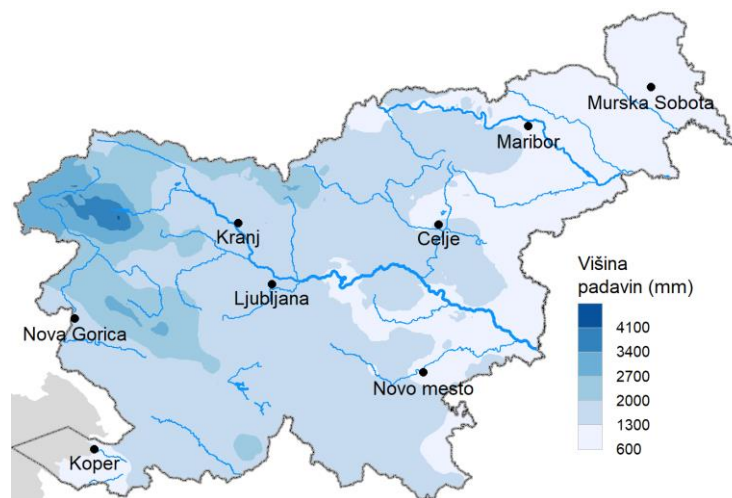 Murska Sobota
Maribor
Kranj
Celje
Ljubljana
Nova Gorica
Novo mesto
Koper
Višina
padavin (mm)
4100
3400
2700
2000
1300
600